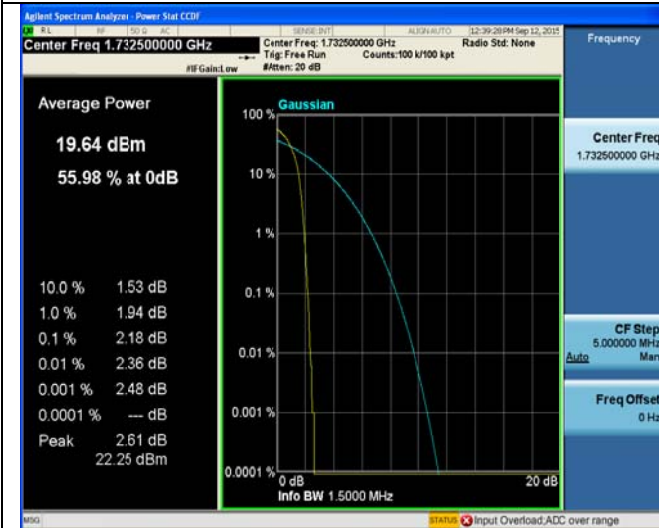 Agilent Spectrum Analyzer - Power Stat CCDF
RL RF 50 Ω AC SENSE:INT ALIGN AUTO 12:39:28 PM Sep 12, 2015
Center Freq 1.732500000 GHz
Center Freq: 1.732500000 GHz Radio Std: None
Trig: Free Run Counts:100 k/100 kpt
#IFGain:Low #Atten: 20 dB
Frequency
Average Power
19.64 dBm
55.98 % at 0dB
10.0 % 1.53 dB
1.0 % 1.94 dB
0.1 % 2.18 dB
0.01 % 2.36 dB
0.001 % 2.48 dB
0.0001 % --- dB
Peak 2.61 dB
22.25 dBm
Gaussian
100 %
10 %
1 %
0.1 %
0.01 %
0.001 %
0.0001 %
0 dB 20 dB
Info BW 1.5000 MHz
Center Freq
1.732500000 GHz
CF Step
5.000000 MHz
Auto Man
Freq Offset
0 Hz
MSG STATUS Input Overload;ADC over range